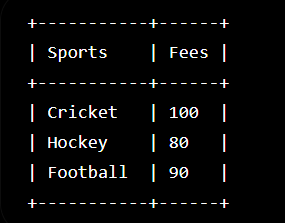 +-----------+------+
| Sports    | Fees |
+-----------+------+
| Cricket   | 100  |
| Hockey    | 80   |
| Football  | 90   |
+-----------+------+